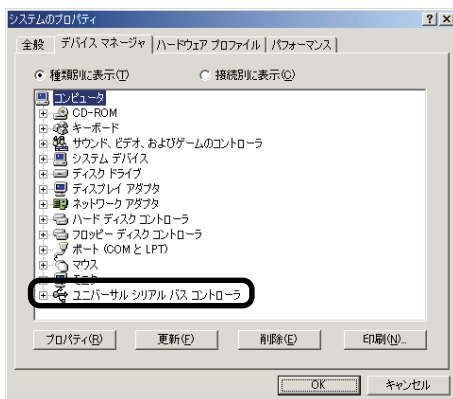 システムのプロパティ
全般 デバイス マネージャ ハードウェア プロファイル パフォーマンス
種類別に表示(T) 接続別に表示(C)
コンピュータ
CD-ROM
キーボード
サウンド、ビデオ、およびゲームのコントローラ
システム デバイス
ディスク ドライブ
ディスプレイ アダプタ
ネットワーク アダプタ
ハード ディスク コントローラ
フロッピー ディスク コントローラ
ポート (COM と LPT)
マウス
モニタ
ユニバーサル シリアル バス コントローラ
プロパティ(R) 更新(F) 削除(E) 印刷(N)...
OK キャンセル